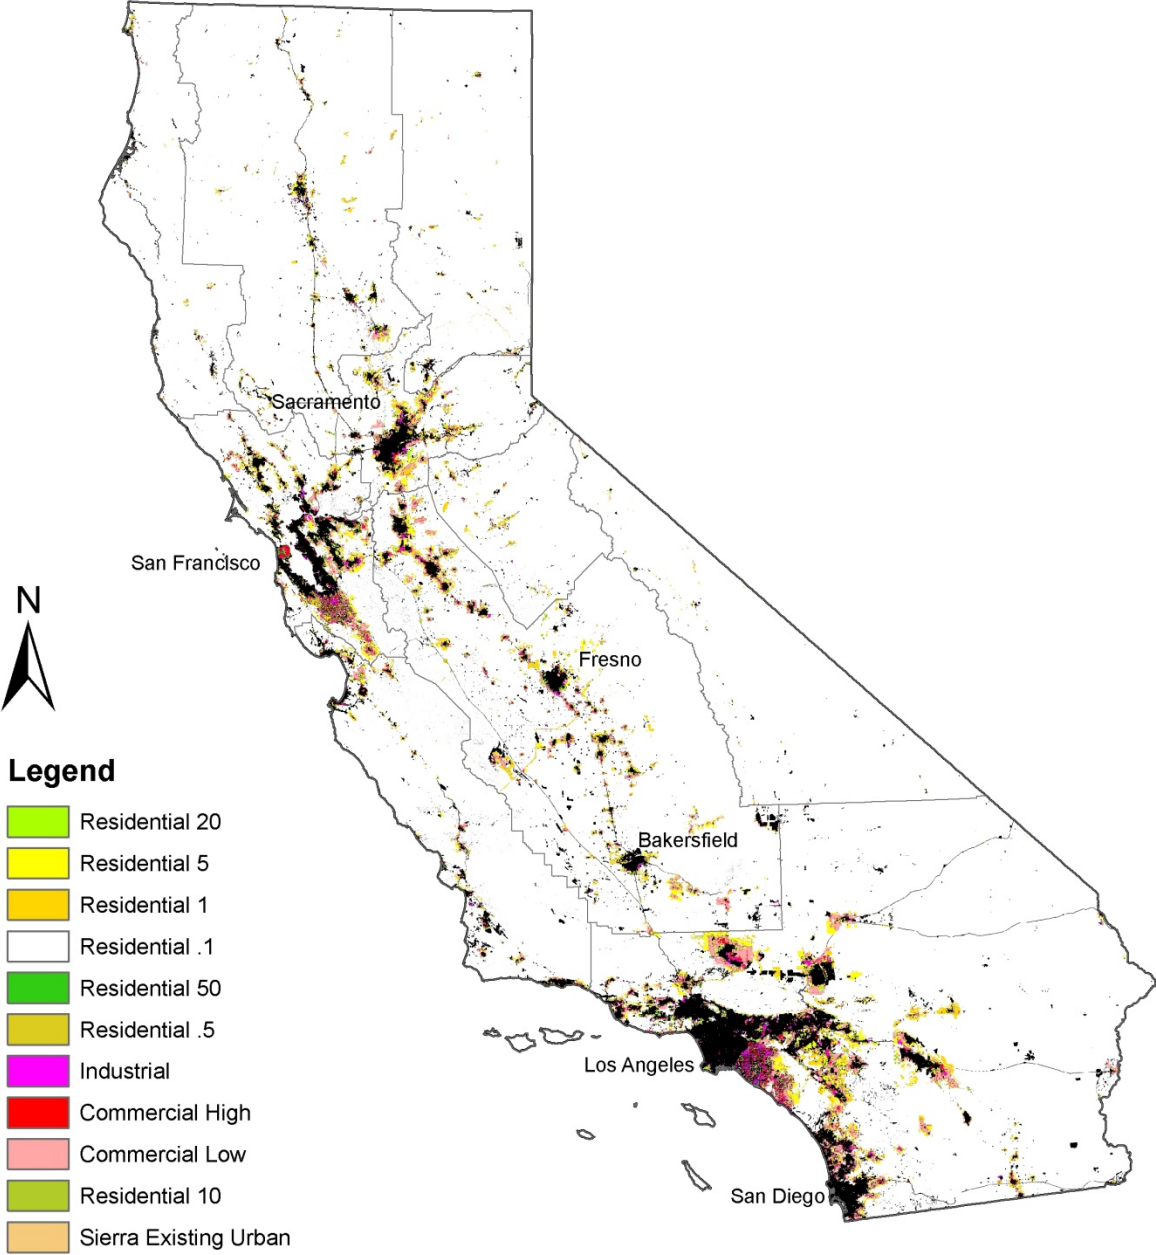 Sacramento
San Francisco
N
Fresno
Legend
Residential 20
Residential 5
Bakersfield
Residential 1
Residential .1
Residential 50
Residential .5
Los Angeles
Industrial
Commercial High
Commercial Low
Residential 10
San Diego
Sierra Existing Urban